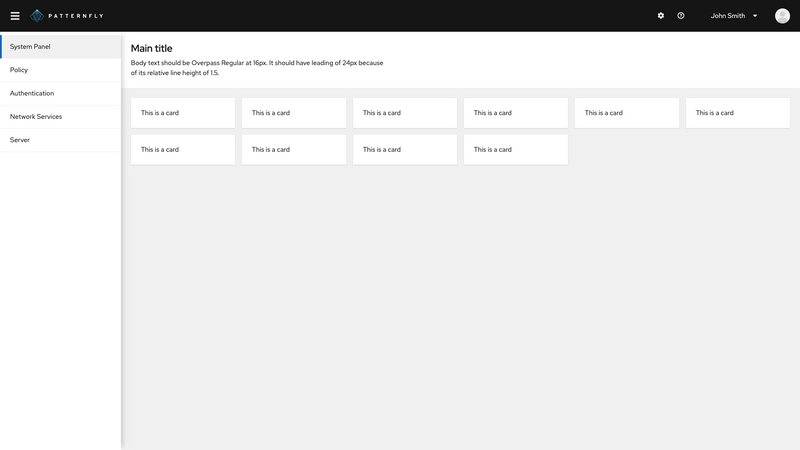 PATTERNFLY
John Smith
System Panel
Policy
Authentication
Network Services
Server
Main title
Body text should be Overpass Regular at 16px. It should have leading of 24px because
of its relative line height of 1.5.
This is a card This is a card This is a card This is a card This is a card This is a card
This is a card This is a card This is a card This is a card